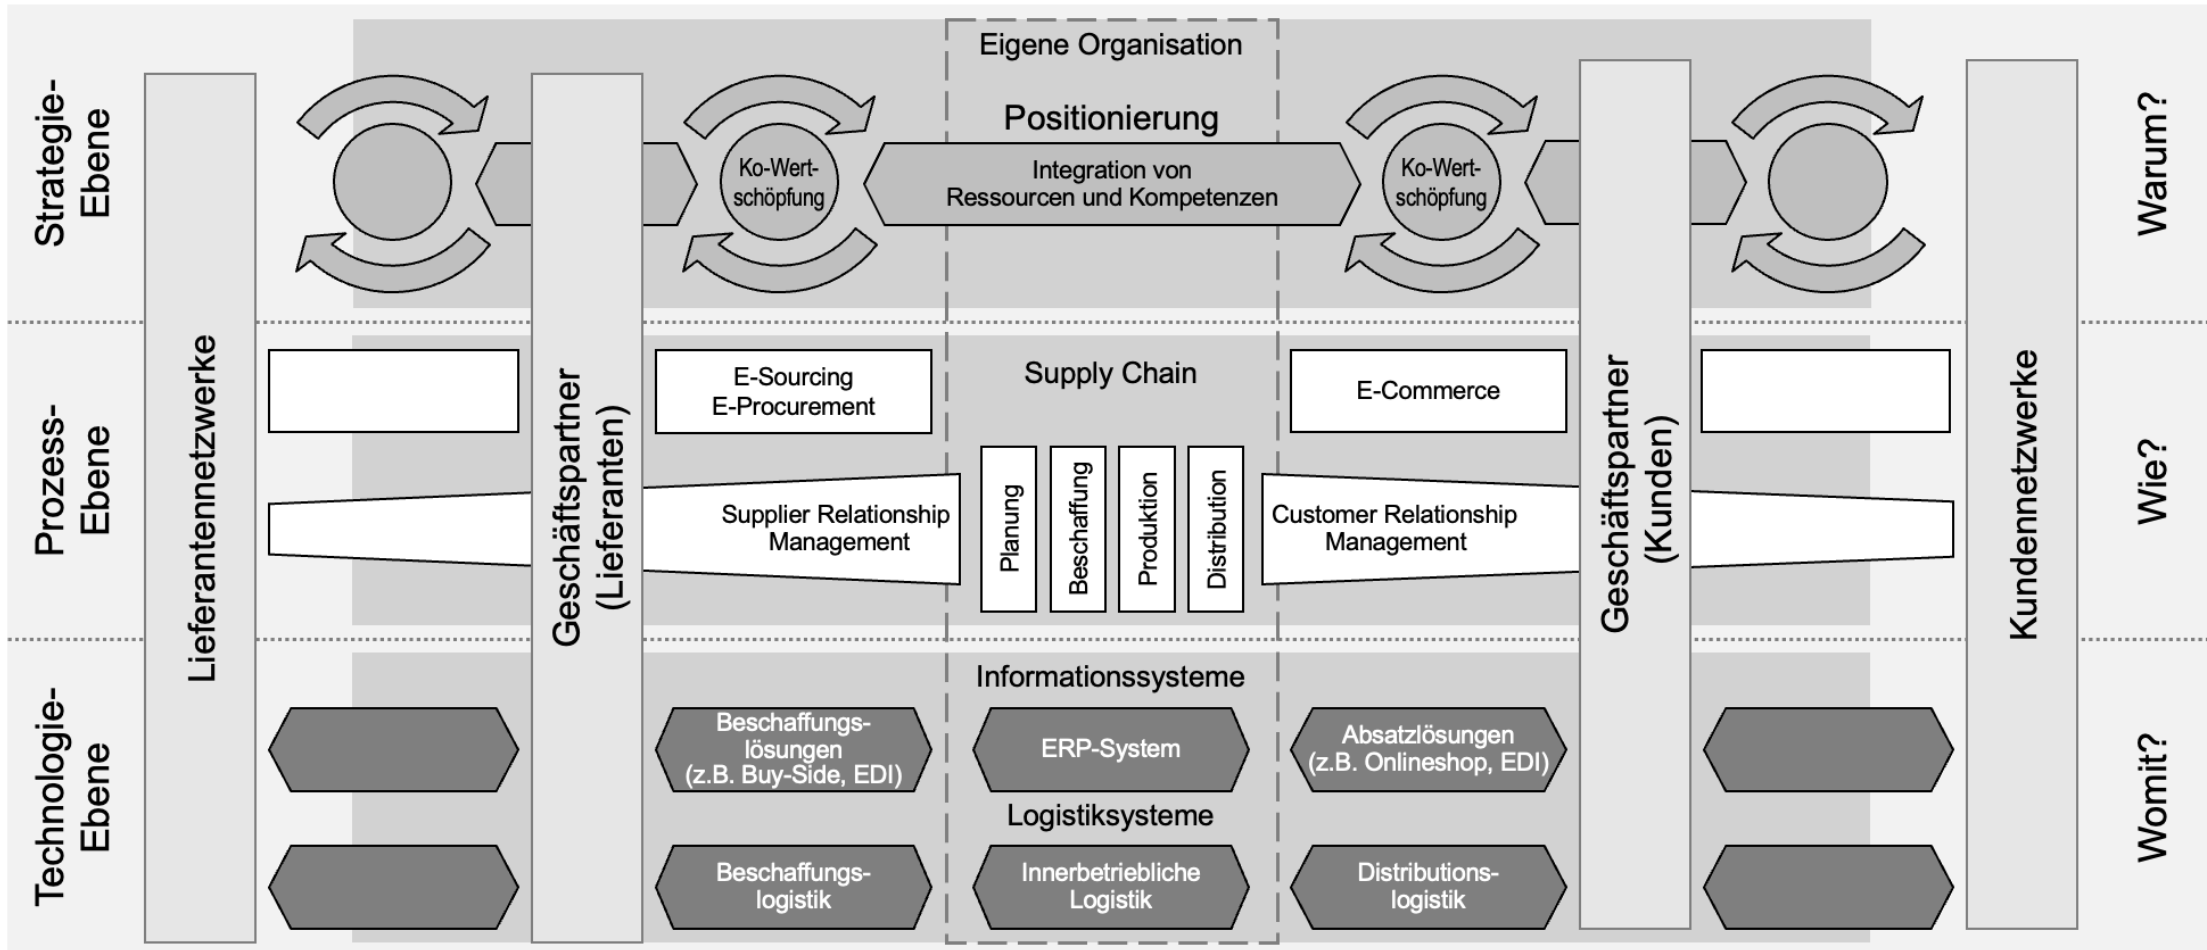 Eigene Organisation
Strategie-
Ebene
Positionierung
Ko-Wert-
schöpfung
Integration von
Ressourcen und Kompetenzen
Ko-Wert-
schöpfung
Warum?
Lieferantennetzwerke
Geschäftspartner
(Lieferanten)
Geschäftspartner
(Kunden)
Kundennetzwerke
Prozess-
Ebene
E-Sourcing
E-Procurement
Supply Chain
E-Commerce
Supplier Relationship
Management
Planung
Beschaffung
Produktion
Distribution
Customer Relationship
Management
Wie?
Technologie-
Ebene
Informationssysteme
Beschaffungs-
lösungen
(z.B. Buy-Side, EDI)
ERP-System
Absatzlösungen
(z.B. Onlineshop, EDI)
Logistiksysteme
Beschaffungs-
logistik
Innerbetriebliche
Logistik
Distributions-
logistik
Womit?